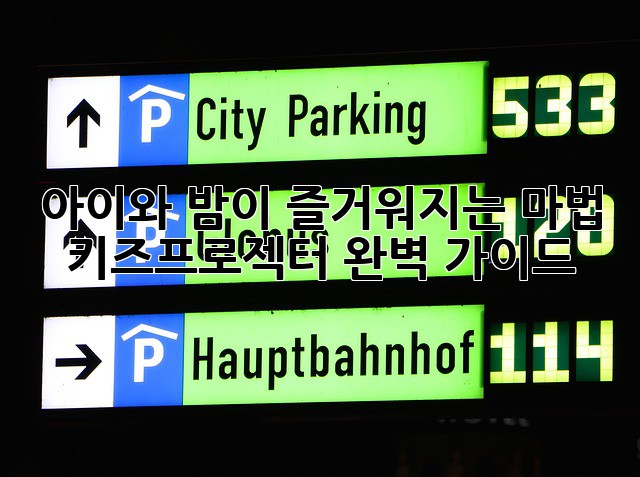 P City Parking 533
아이와 밤이 즐거워지는 마법
키즈프로젝터 완벽 가이드
P Hauptbahnhof 114